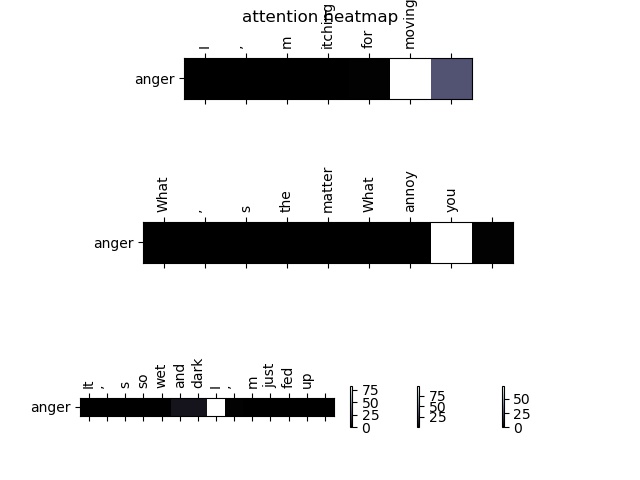 attention heatmap
I ' m itching for moving
anger
What ' s the matter What annoy you
anger
It ' s so wet and dark I ' m just fed up
anger
75 50 25 0
75 50 25
50 25 0